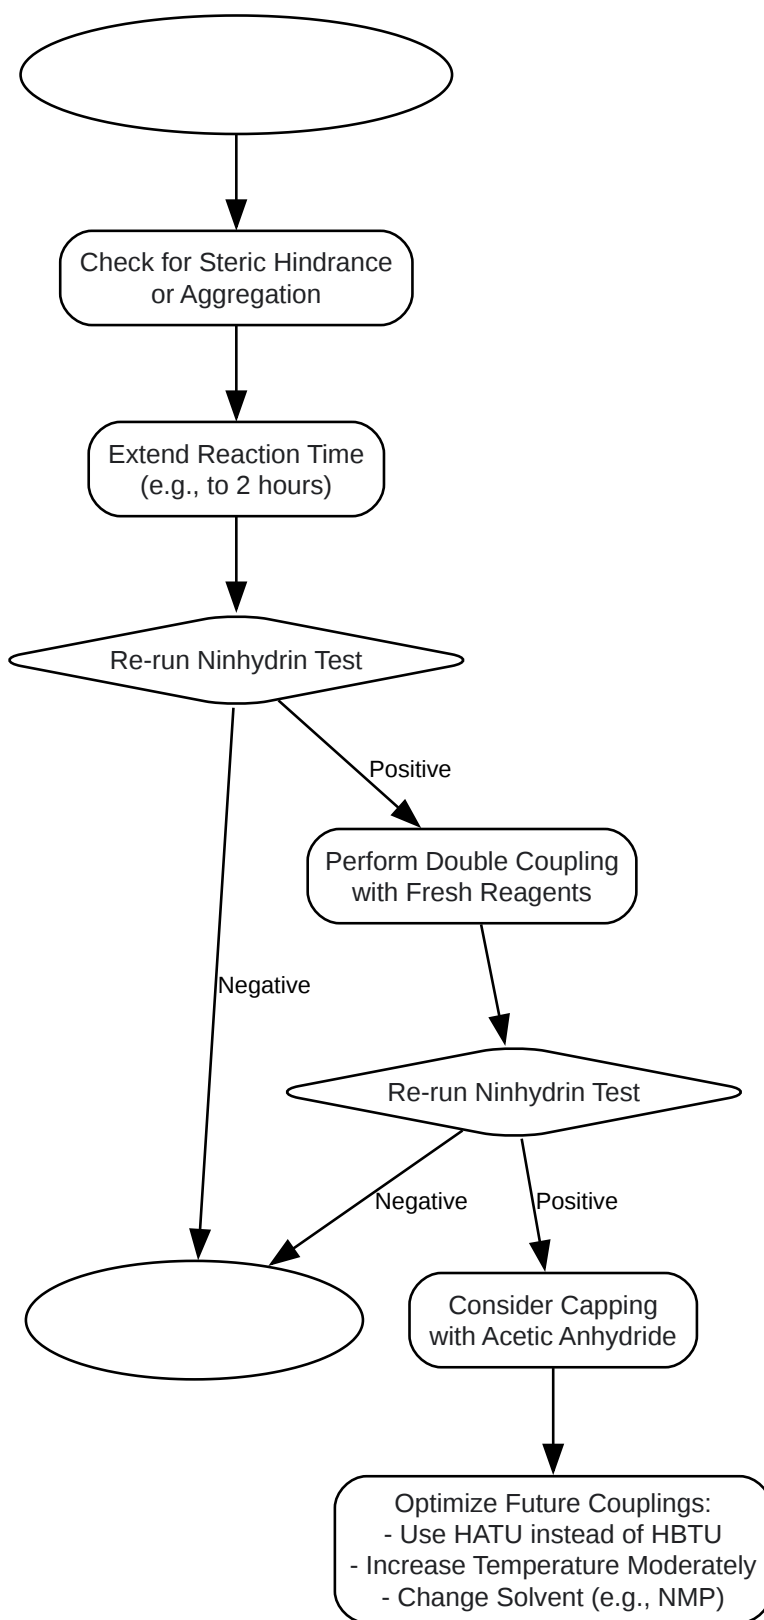 Check for Steric Hindrance
or Aggregation
Extend Reaction Time
(e.g., to 2 hours)
Re-run Ninhydrin Test
Positive
Perform Double Coupling
with Fresh Reagents
Negative
Re-run Ninhydrin Test
Negative
Positive
Consider Capping
with Acetic Anhydride
Optimize Future Couplings:
- Use HATU instead of HBTU
- Increase Temperature Moderately
- Change Solvent (e.g., NMP)